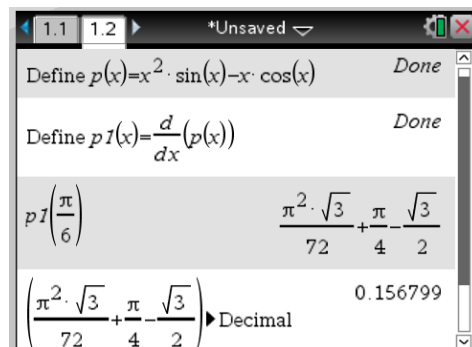 1.1 1.2 *Unsaved
Define p(x)=x²·sin(x)−x·cos(x) Done
Define p1(x)=d/dx(p(x)) Done
p1(π/6) π²·√3/72+π/4−√3/2
(π²·√3/72+π/4−√3/2)▶Decimal 0.156799